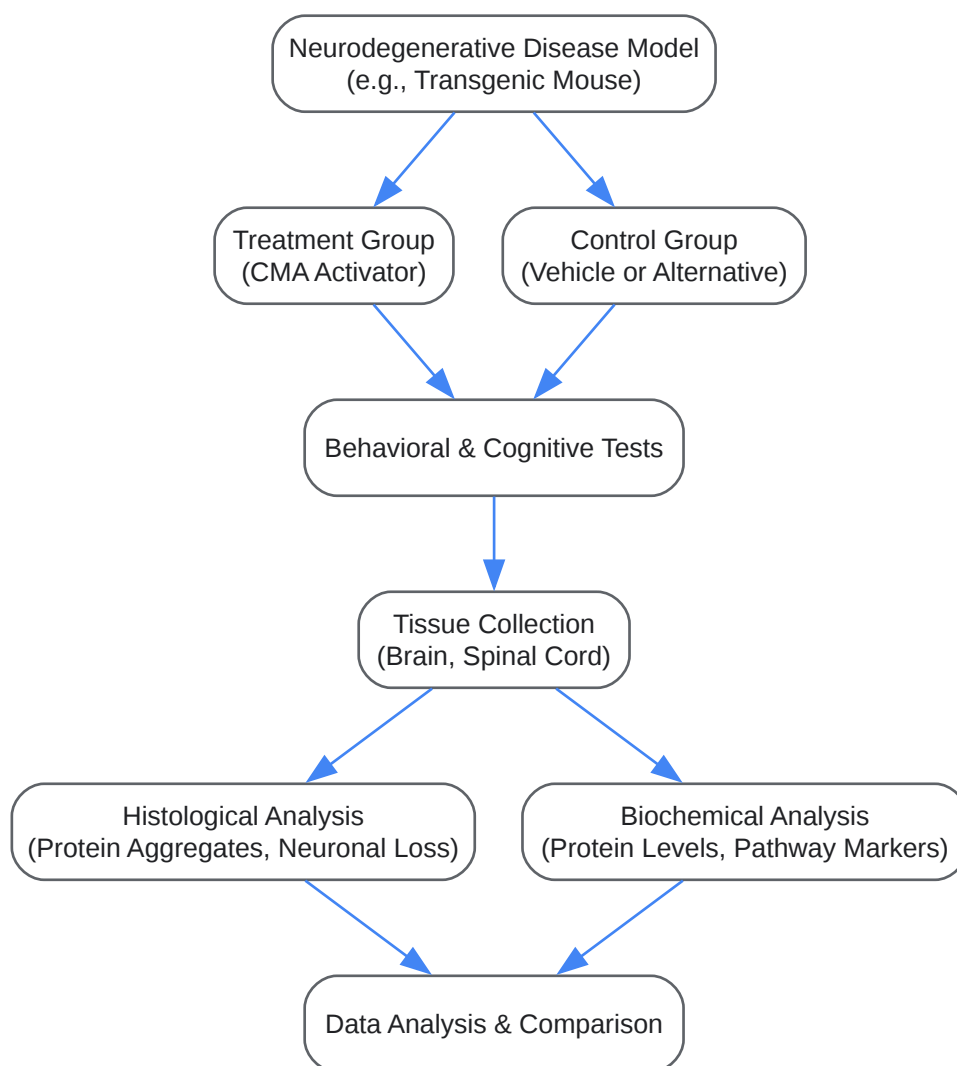 Neurodegenerative Disease Model
(e.g., Transgenic Mouse)
Treatment Group
(CMA Activator)
Control Group
(Vehicle or Alternative)
Behavioral & Cognitive Tests
Tissue Collection
(Brain, Spinal Cord)
Histological Analysis
(Protein Aggregates, Neuronal Loss)
Biochemical Analysis
(Protein Levels, Pathway Markers)
Data Analysis & Comparison